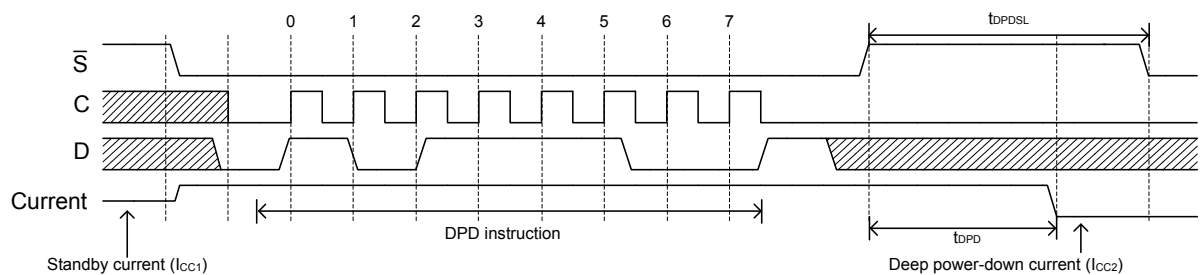 0 1 2 3 4 5 6 7
tDPDSL
S̅
C
D
Current
DPD instruction
tDPD
Standby current (ICC1)
Deep power-down current (ICC2)